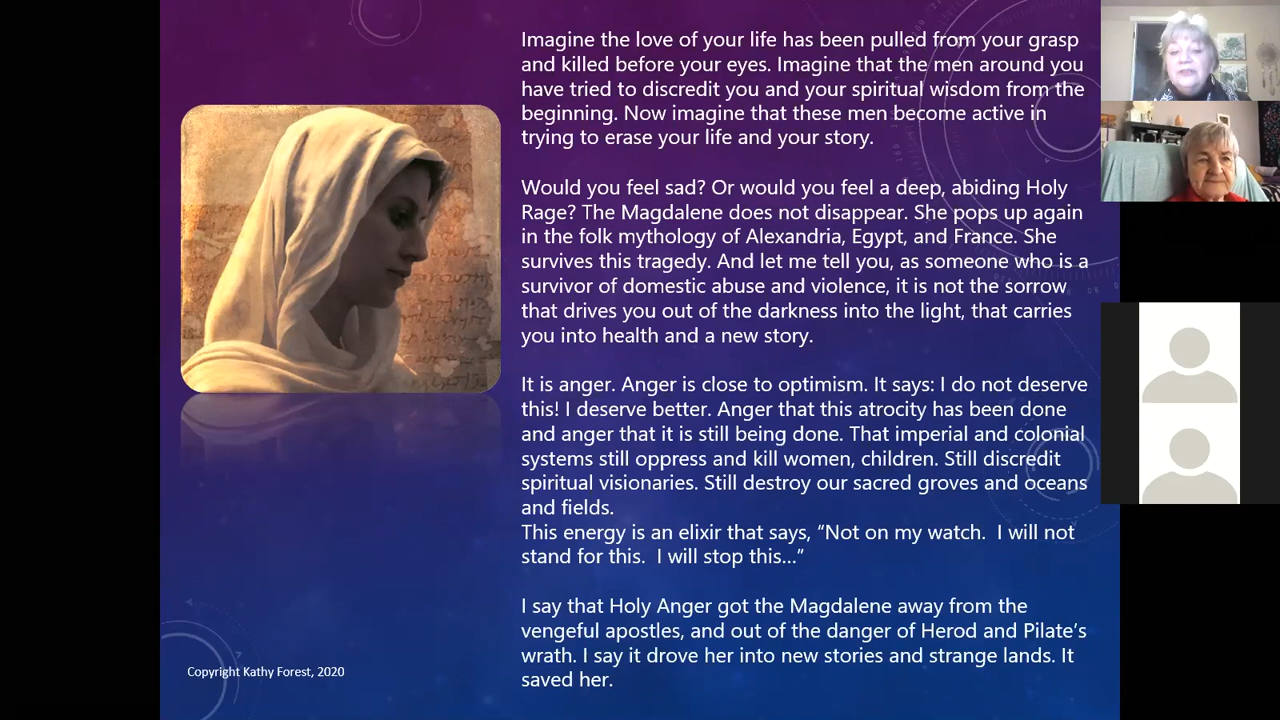 Imagine the love of your life has been pulled from your grasp
and killed before your eyes. Imagine that the men around you
have tried to discredit you and your spiritual wisdom from the
beginning. Now imagine that these men become active in
trying to erase your life and your story.
Would you feel sad? Or would you feel a deep, abiding Holy
Rage? The Magdalene does not disappear. She pops up again
in the folk mythology of Alexandria, Egypt, and France. She
survives this tragedy. And let me tell you, as someone who is a
survivor of domestic abuse and violence, it is not the sorrow
that drives you out of the darkness into the light, that carries
you into health and a new story.
It is anger. Anger is close to optimism. It says: I do not deserve
this! I deserve better. Anger that this atrocity has been done
and anger that it is still being done. That imperial and colonial
systems still oppress and kill women, children. Still discredit
spiritual visionaries. Still destroy our sacred groves and oceans
and fields.
This energy is an elixir that says, “Not on my watch.  I will not
stand for this.  I will stop this...”
I say that Holy Anger got the Magdalene away from the
vengeful apostles, and out of the danger of Herod and Pilate’s
wrath. I say it drove her into new stories and strange lands. It
saved her.
Copyright Kathy Forest, 2020